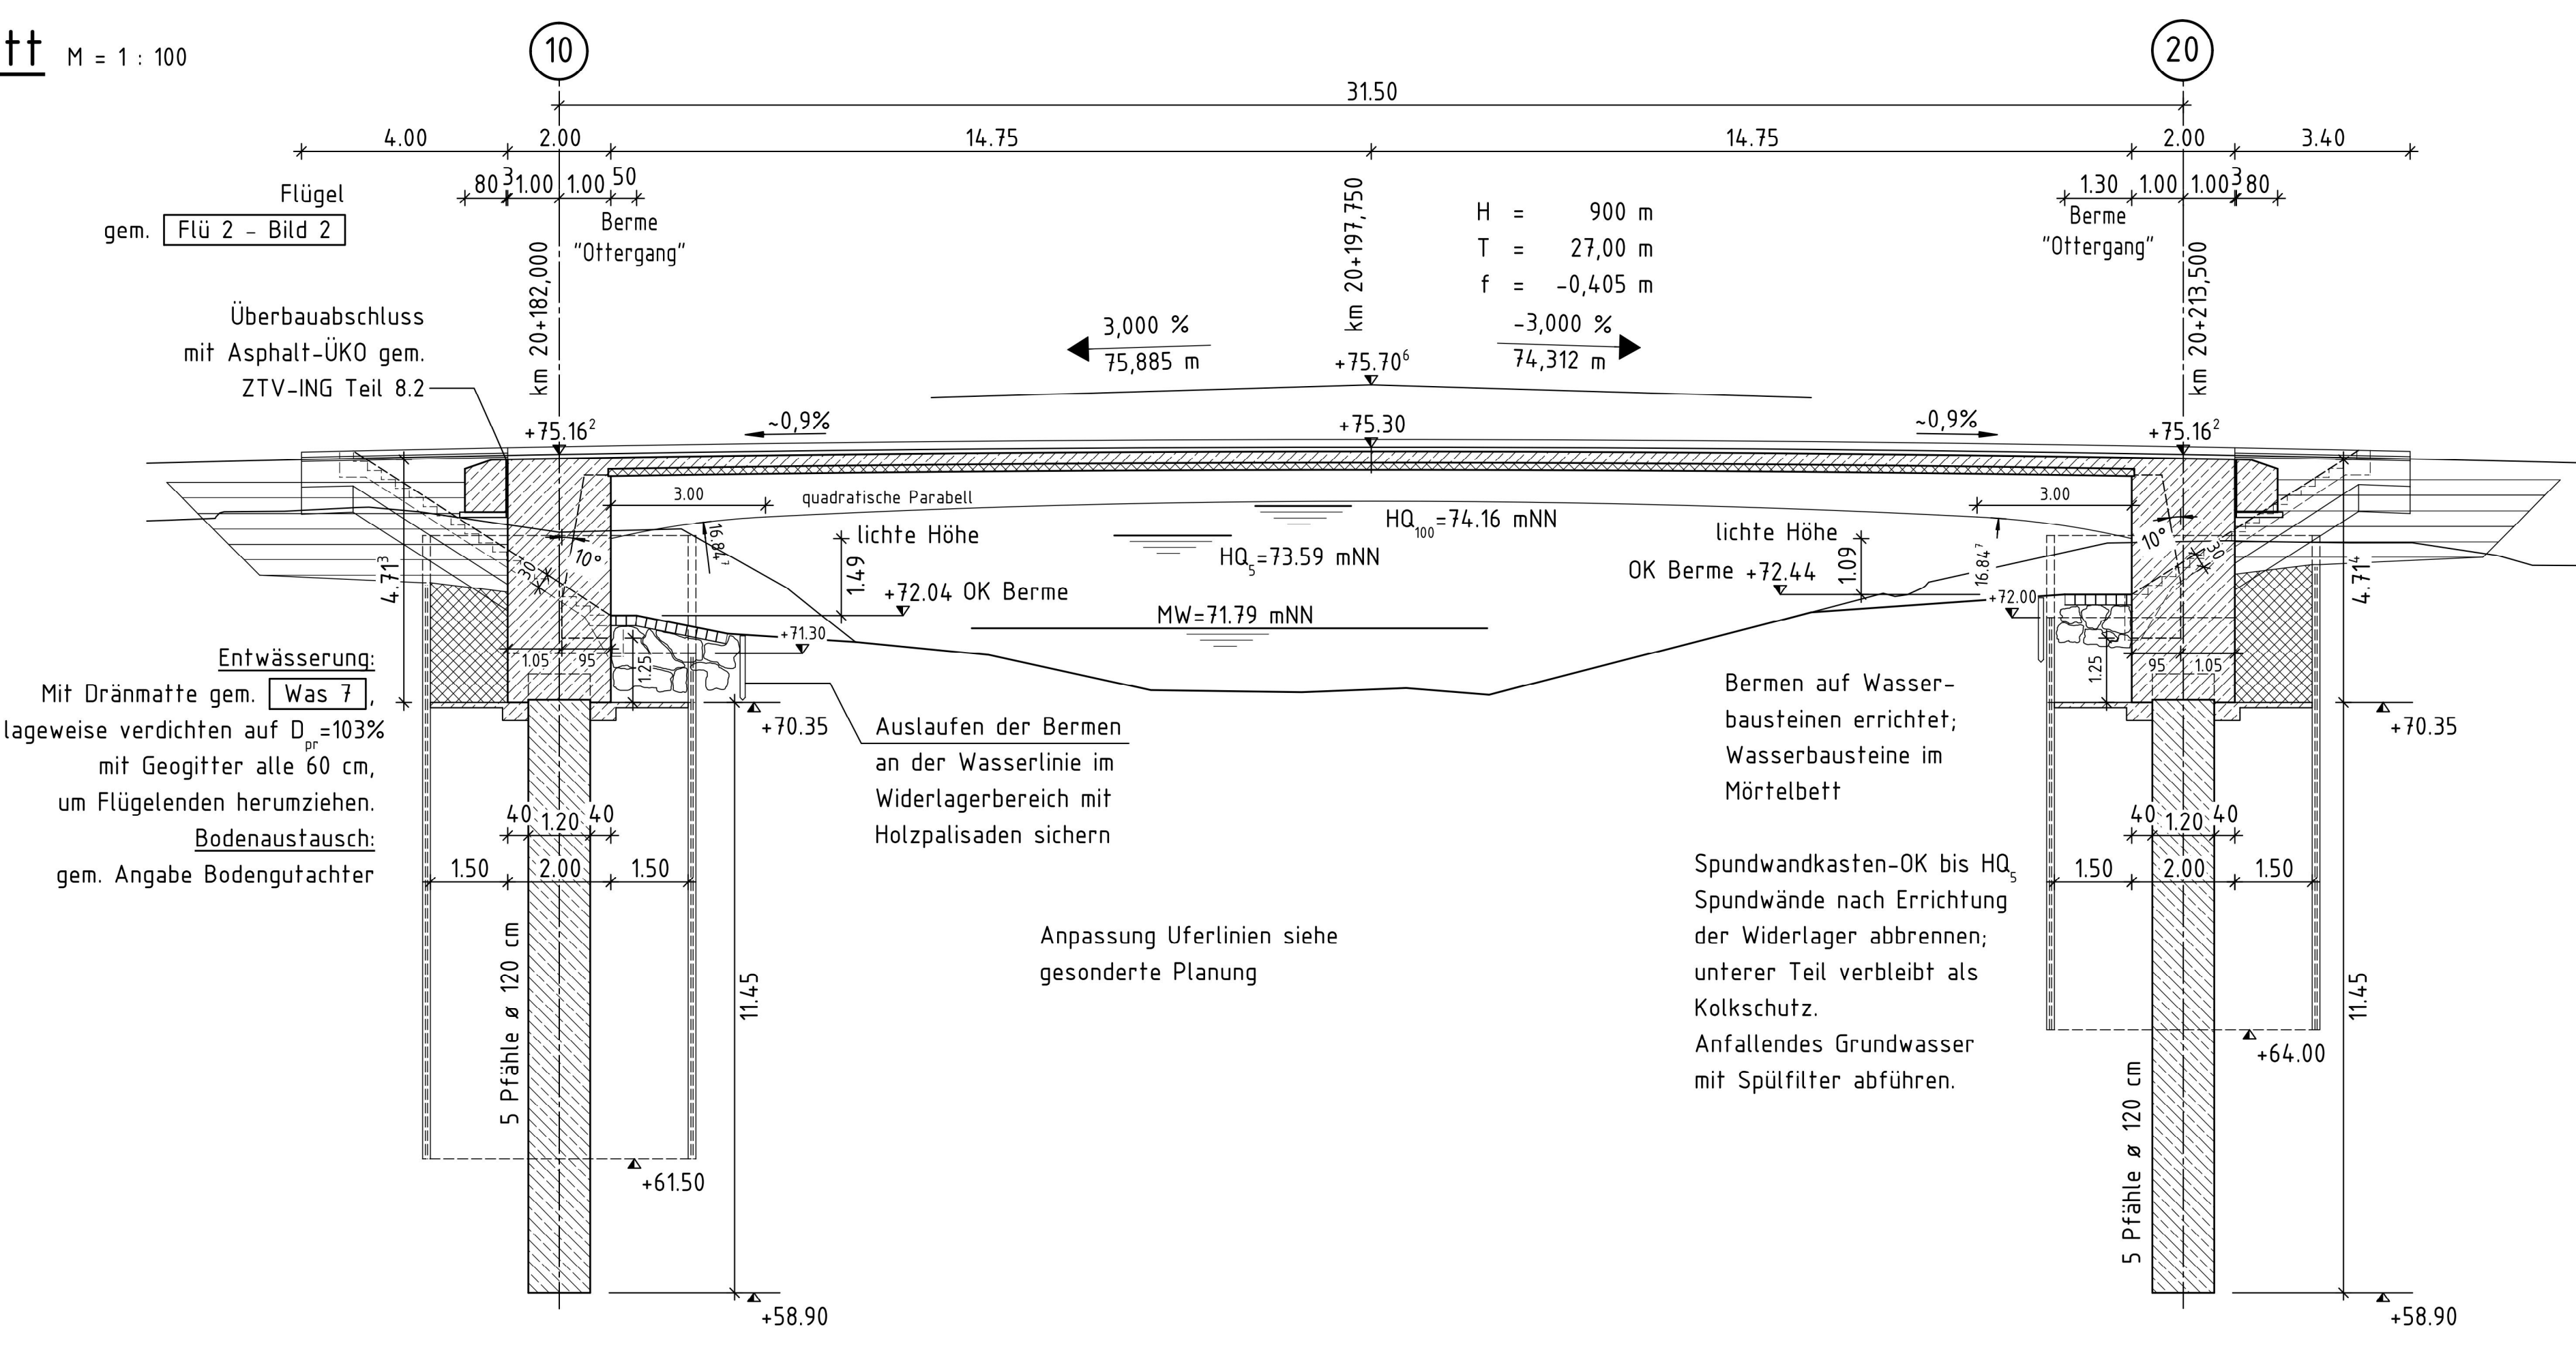 tt M = 1 : 100
10
20
31.50
4.00 2.00 14.75 14.75 2.00 3.40
80 3 1.00 1.00 50
1.30 1.00 1.00 3 80
Flügel
gem. Flü 2 - Bild 2
Berme
"Ottergang"
Berme
"Ottergang"
km 20+182,000
km 20+197,750
km 20+213,500
H = 900 m
T = 27,00 m
f = -0,405 m
3,000 %
75,885 m
-3,000 %
74,312 m
+75.70⁶
Überbauabschluss
mit Asphalt-ÜKO gem.
ZTV-ING Teil 8.2
+75.16²
~0,9%
+75.30
~0,9%
+75.16²
3.00
quadratische Parabell
3.00
16.84⁷
16.84⁷
HQ₁₀₀=74.16 mNN
HQ₅=73.59 mNN
MW=71.79 mNN
lichte Höhe
1.49
+72.04 OK Berme
lichte Höhe
1.09
OK Berme +72.44
+72.00
+71.30
10°
30
10°
30
4.71³
4.71⁴
1.05 95
1.25
95 1.05
1.25
+70.35
+70.35
Entwässerung:
Mit Dränmatte gem. Was 7 ,
lageweise verdichten auf Dpr=103%
mit Geogitter alle 60 cm,
um Flügelenden herumziehen.
Bodenaustausch:
gem. Angabe Bodengutachter
Auslaufen der Bermen
an der Wasserlinie im
Widerlagerbereich mit
Holzpalisaden sichern
Bermen auf Wasser-
bausteinen errichtet;
Wasserbausteine im
Mörtelbett
40 1.20 40
1.50 2.00 1.50
40 1.20 40
1.50 2.00 1.50
Spundwandkasten-OK bis HQ₅
Spundwände nach Errichtung
der Widerlager abbrennen;
unterer Teil verbleibt als
Kolkschutz.
Anfallendes Grundwasser
mit Spülfilter abführen.
Anpassung Uferlinien siehe
gesonderte Planung
5 Pfähle ø 120 cm
11.45
5 Pfähle ø 120 cm
11.45
+64.00
+61.50
+58.90
+58.90